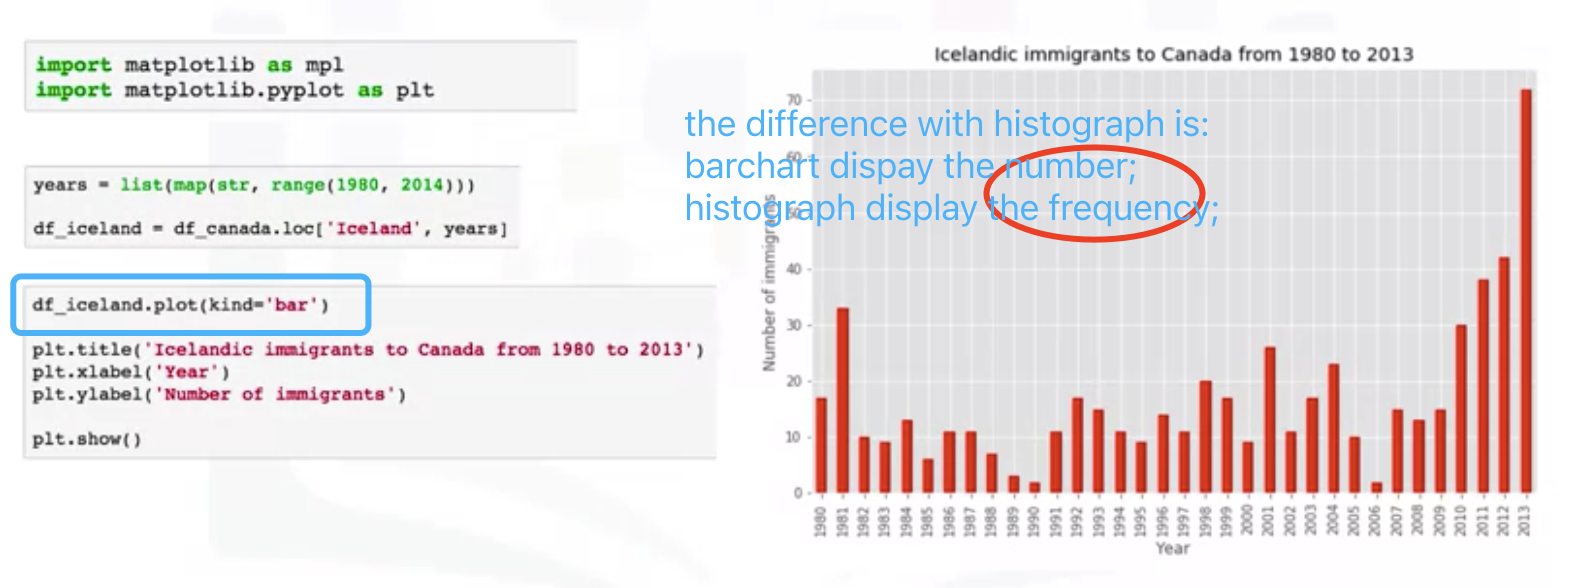 import matplotlib as mpl
import matplotlib.pyplot as plt
years = list(map(str, range(1980, 2014)))
df_iceland = df_canada.loc['Iceland', years]
df_iceland.plot(kind='bar')
plt.title('Icelandic immigrants to Canada from 1980 to 2013')
plt.xlabel('Year')
plt.ylabel('Number of immigrants')
plt.show()
Icelandic immigrants to Canada from 1980 to 2013
the difference with histograph is:
barchart dispay the number;
histograph display the frequency;
Number of immigrants
70
60
50
40
30
20
10
0
1980
1981
1982
1983
1984
1985
1986
1987
1988
1989
1990
1991
1992
1993
1994
1995
1996
1997
1998
1999
2000
2001
2002
2003
2004
2005
2006
2007
2008
2009
2010
2011
2012
2013
Year